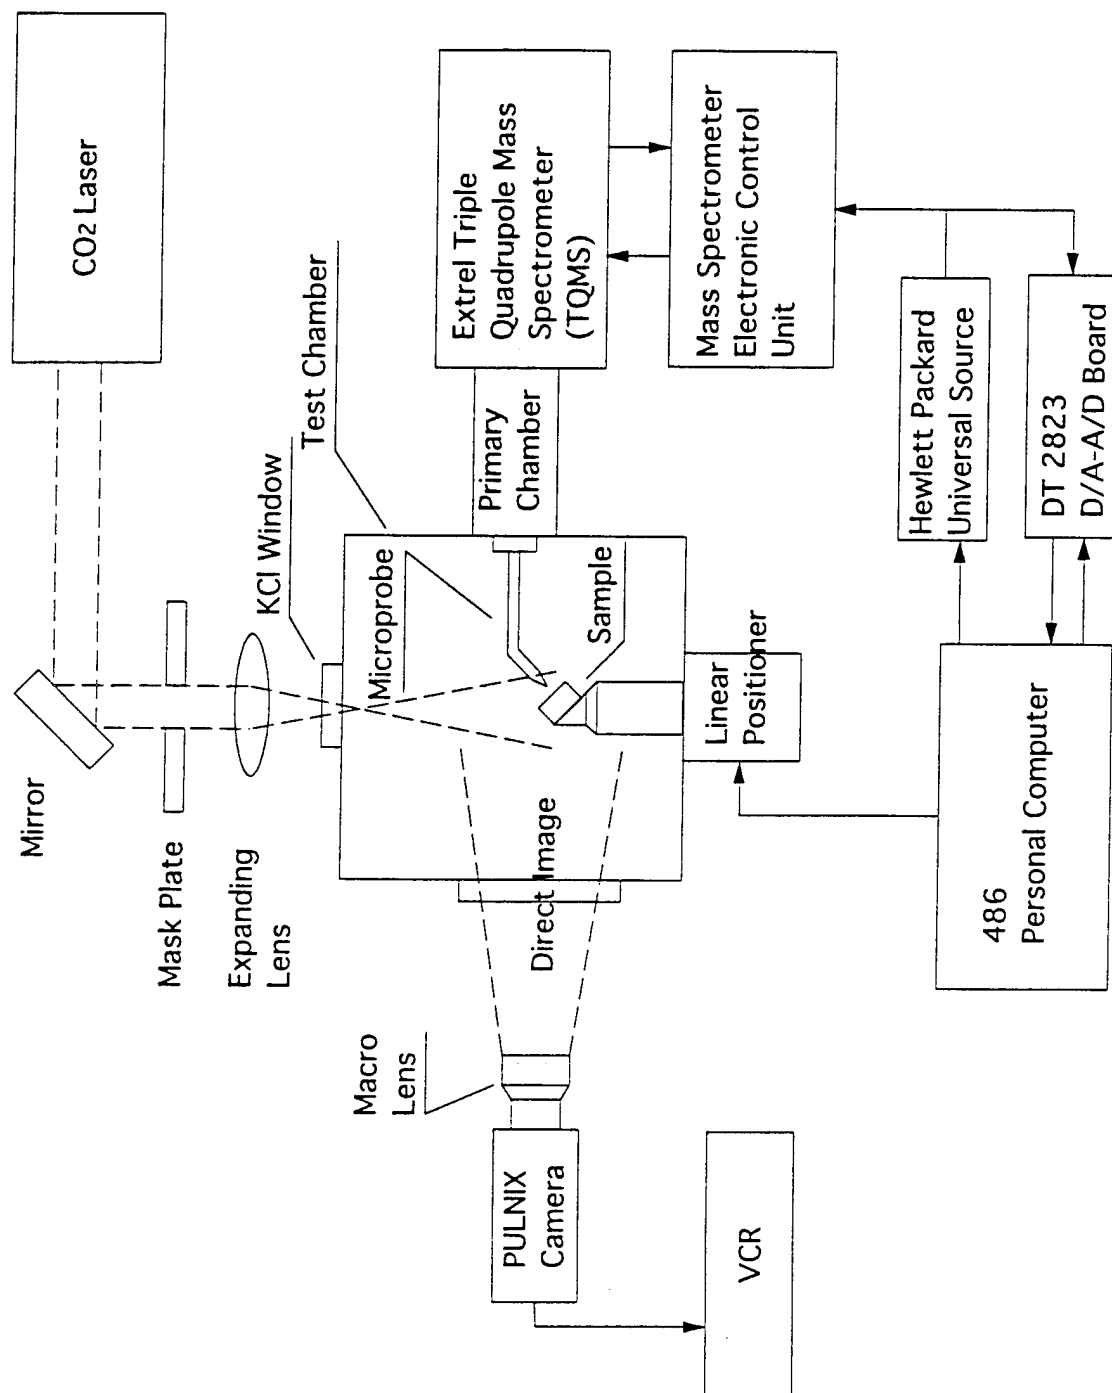 CO2 Laser
Mirror
Mask Plate
Expanding
Lens
KCl Window
Test Chamber
Microprobe
Sample
Primary
Chamber
Extrel Triple
Quadrupole Mass
Spectrometer
(TQMS)
Mass Spectrometer
Electronic Control
Unit
Macro
Lens
PULNIX
Camera
Direct Image
Linear
Positioner
Hewlett Packard
Universal Source
DT 2823
D/A-A/D Board
486
Personal Computer
VCR